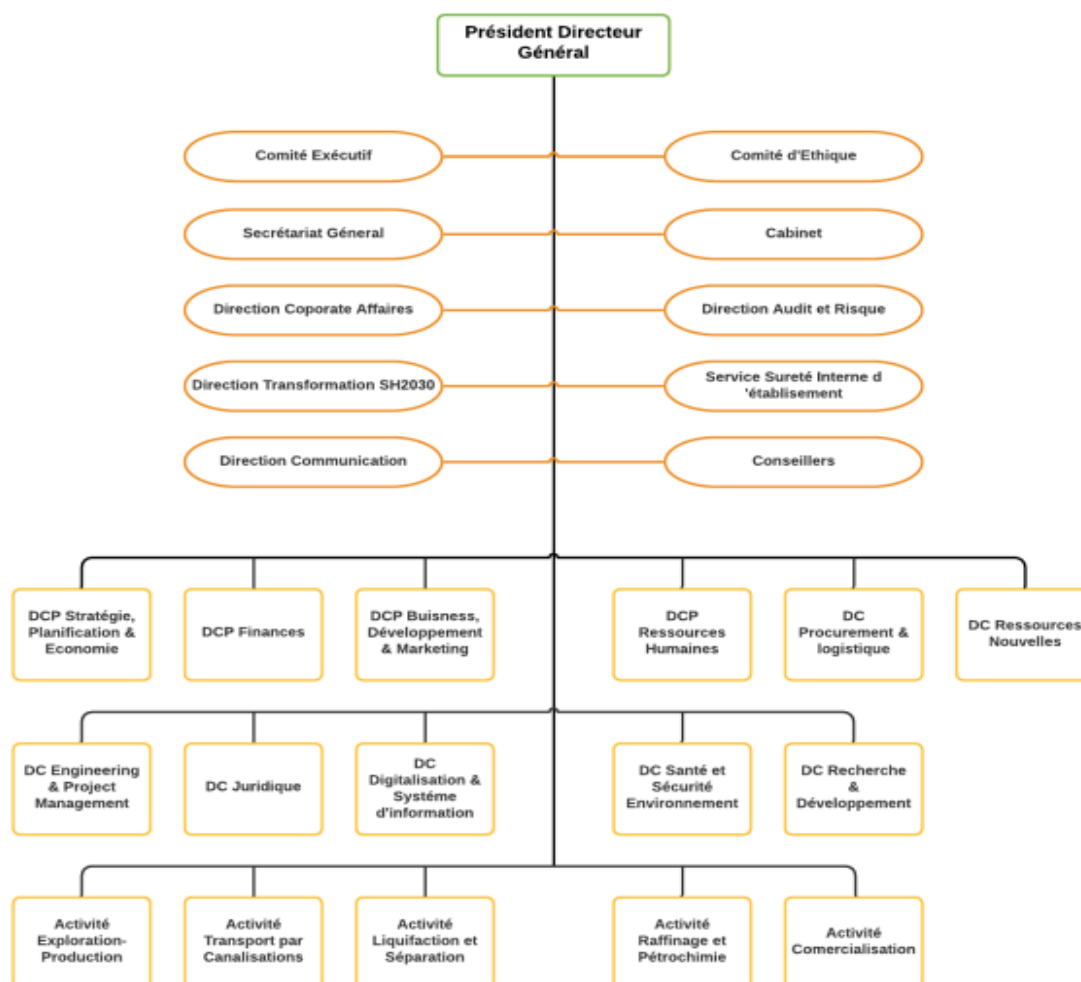 Président Directeur
Général
Comité Exécutif
Comité d'Ethique
Secrétariat Géneral
Cabinet
Direction Coporate Affaires
Direction Audit et Risque
Direction Transformation SH2030
Service Sureté Interne d
'établisement
Direction Communication
Conseillers
DCP Stratégie,
Planification &
Economie
DCP Finances
DCP Buisness,
Développement
& Marketing
DCP
Ressources
Humaines
DC
Procurement &
logistique
DC Ressources
Nouvelles
DC Engineering
& Project
Management
DC Juridique
DC
Digitalisation &
Systéme
d'information
DC Santé et
Sécurité
Environnement
DC Recherche
&
Développement
Activité
Exploration-
Production
Activité
Transport par
Canalisations
Activité
Liquifaction et
Séparation
Activité
Raffinage et
Pétrochimie
Activité
Comercialisation